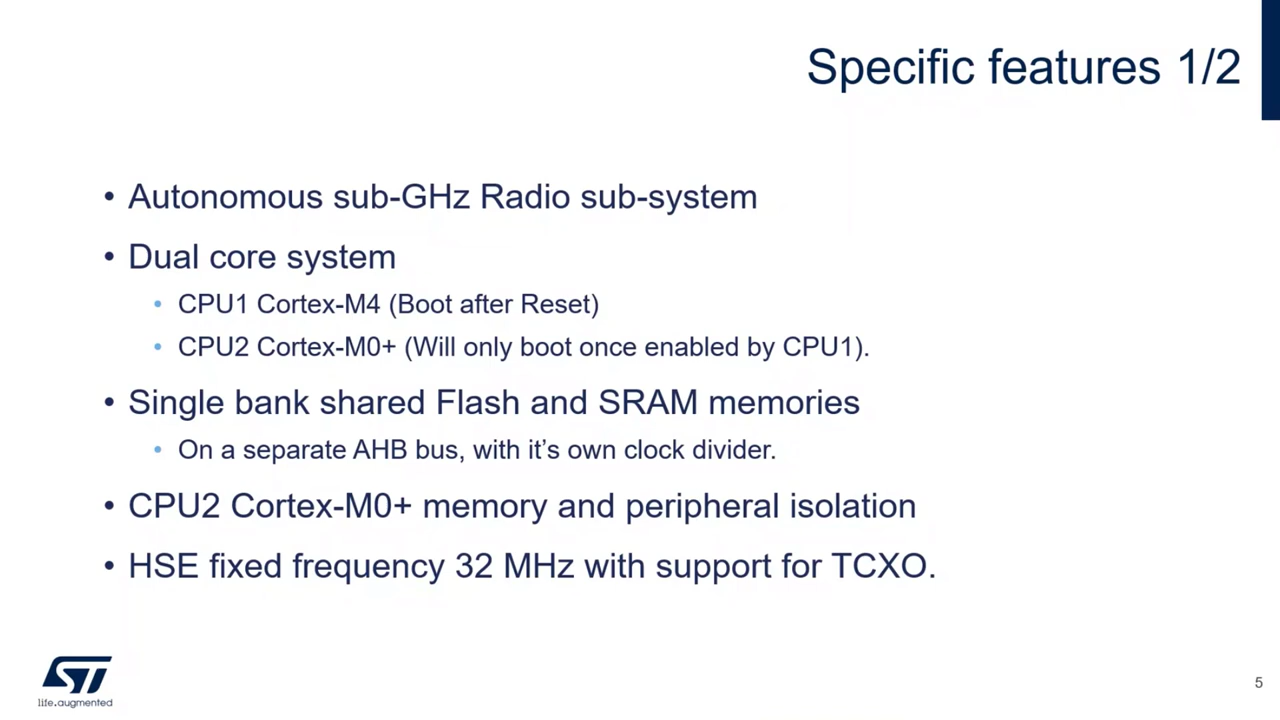 Specific features 1/2
• Autonomous sub-GHz Radio sub-system
• Dual core system
• CPU1 Cortex-M4 (Boot after Reset)
• CPU2 Cortex-M0+ (Will only boot once enabled by CPU1).
• Single bank shared Flash and SRAM memories
• On a separate AHB bus, with it’s own clock divider.
• CPU2 Cortex-M0+ memory and peripheral isolation
• HSE fixed frequency 32 MHz with support for TCXO.
ST
life.augmented
5